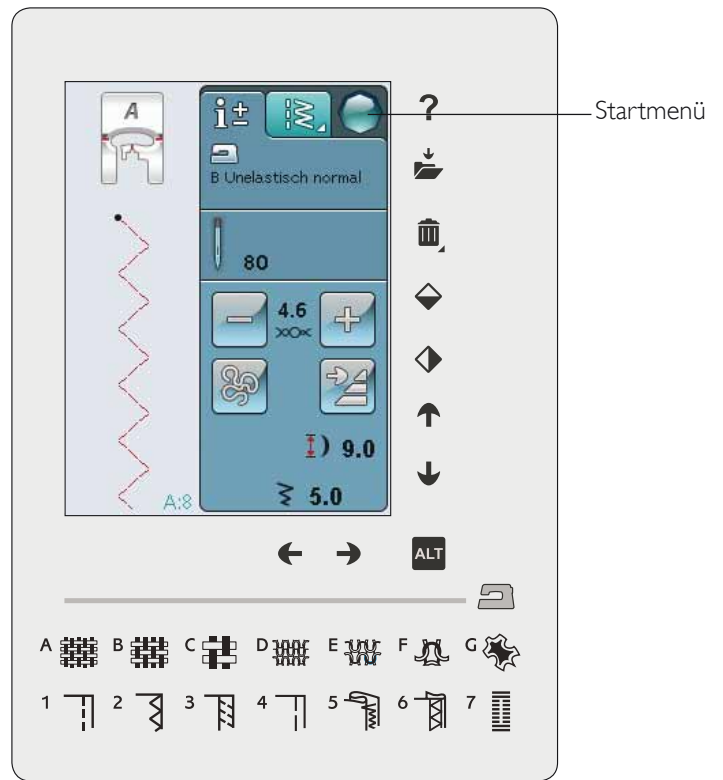 A
B Unelastisch normal
80
4.6
9.0
A:8
5.0
?
Startmenü
ALT
A B C D E F G
1 2 3 4 5 6 7